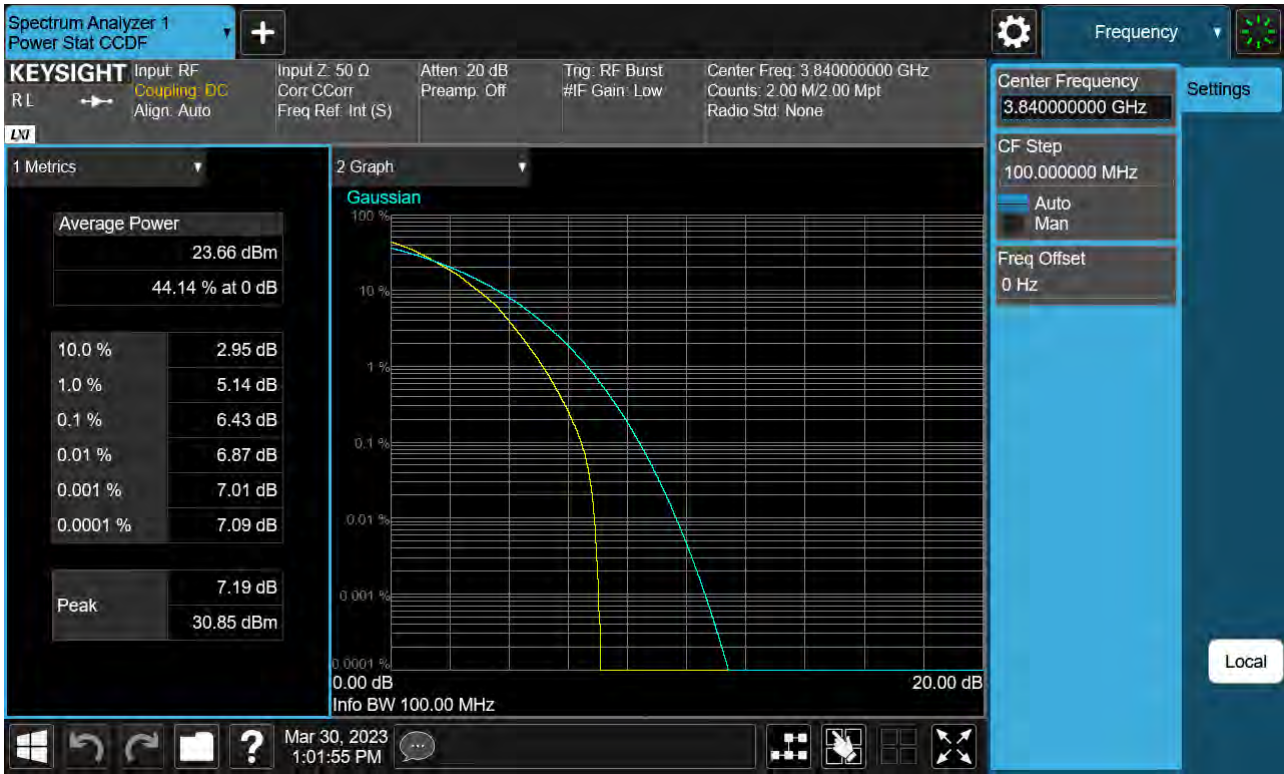 Spectrum Analyzer 1
Power Stat CCDF
Frequency
KEYSIGHT
RL
LXI
Input: RF
Coupling: DC
Align: Auto
Input Z: 50 Ω
Corr CCorr
Freq Ref: Int (S)
Atten: 20 dB
Preamp: Off
Trig: RF Burst
#IF Gain: Low
Center Freq: 3.840000000 GHz
Counts: 2.00 M/2.00 Mpt
Radio Std: None
Center Frequency
3.840000000 GHz
Settings
CF Step
100.000000 MHz
Auto
Man
Freq Offset
0 Hz
1 Metrics
Average Power
23.66 dBm
44.14 % at 0 dB
10.0 % 2.95 dB
1.0 % 5.14 dB
0.1 % 6.43 dB
0.01 % 6.87 dB
0.001 % 7.01 dB
0.0001 % 7.09 dB
Peak
7.19 dB
30.85 dBm
2 Graph
Gaussian
100 %
10 %
1 %
0.1 %
0.01 %
0.001 %
0.0001 %
0.00 dB
20.00 dB
Info BW 100.00 MHz
Local
?
Mar 30, 2023
1:01:55 PM